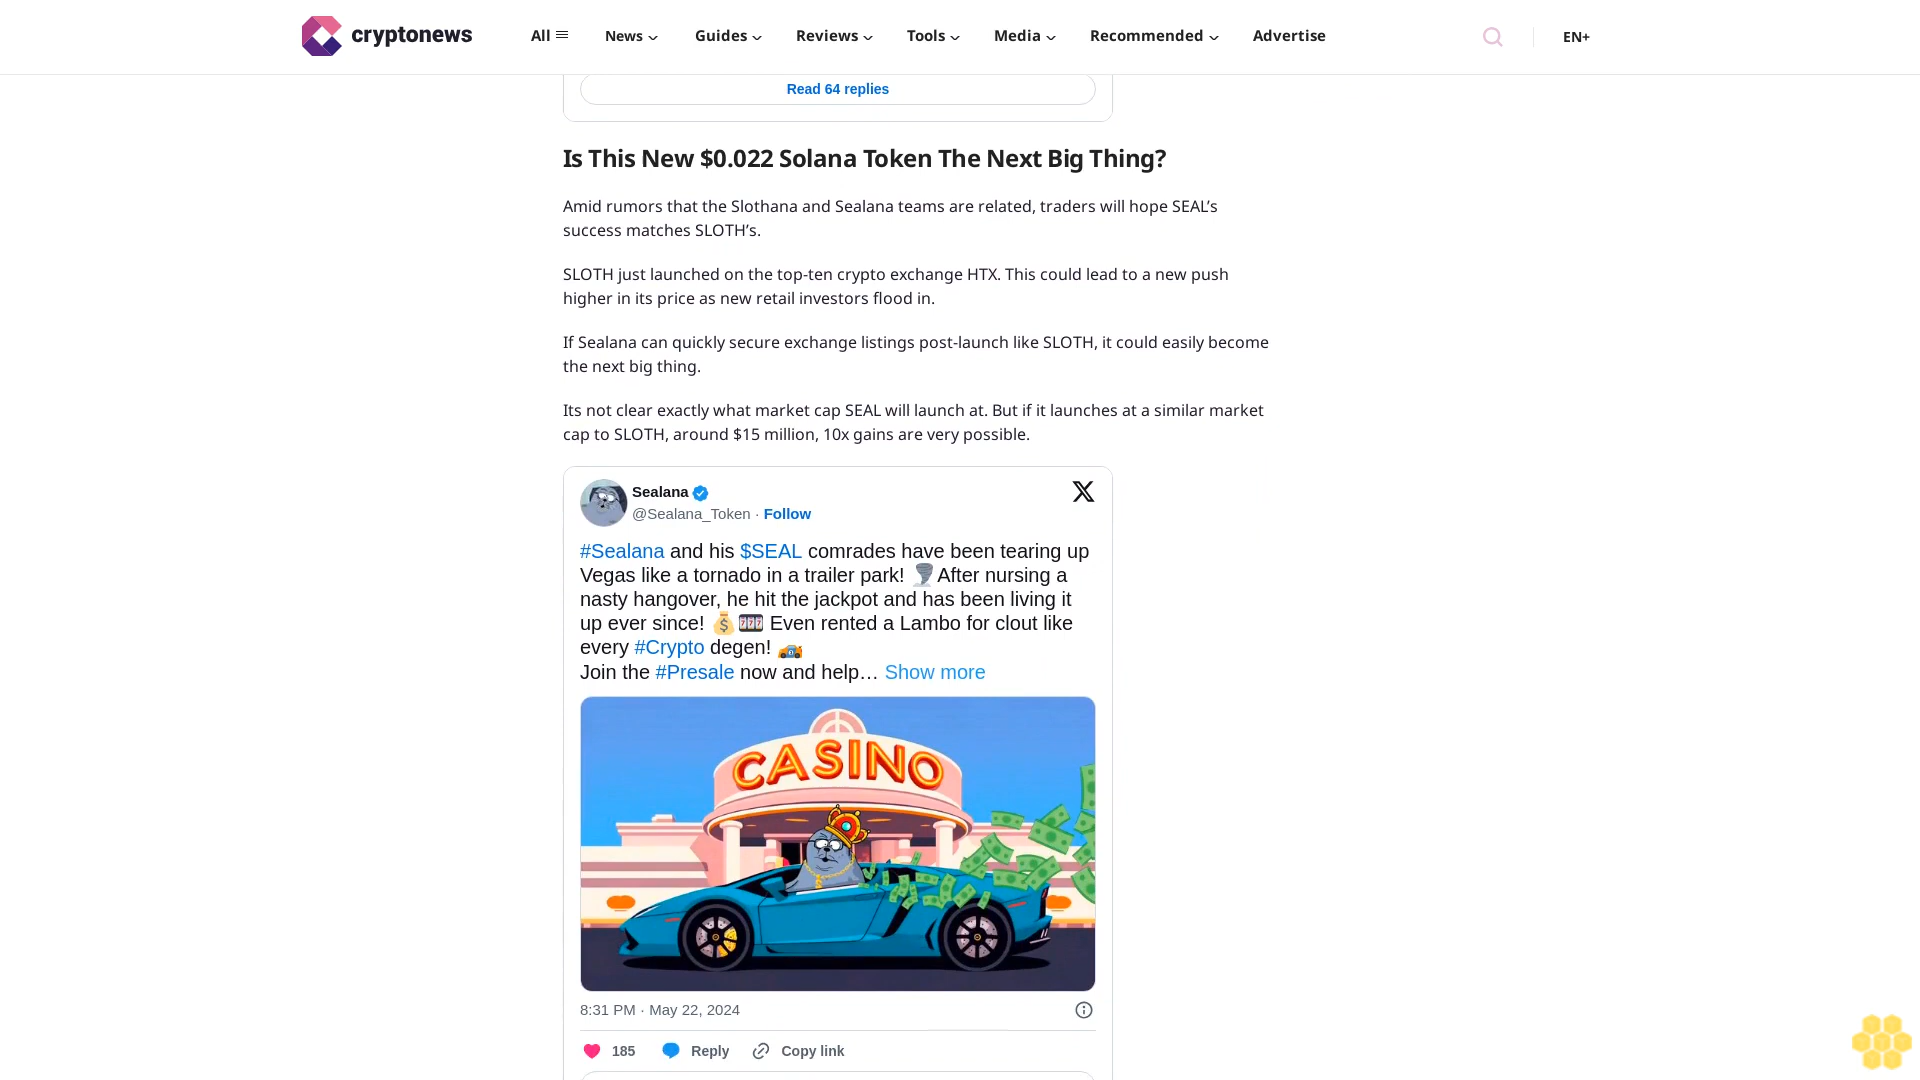 cryptonews
All
News
Guides
Reviews
Tools
Media
Recommended
Advertise
EN+
Read 64 replies
Is This New $0.022 Solana Token The Next Big Thing?
Amid rumors that the Slothana and Sealana teams are related, traders will hope SEAL’s
success matches SLOTH’s.
SLOTH just launched on the top-ten crypto exchange HTX. This could lead to a new push
higher in its price as new retail investors flood in.
If Sealana can quickly secure exchange listings post-launch like SLOTH, it could easily become
the next big thing.
Its not clear exactly what market cap SEAL will launch at. But if it launches at a similar market
cap to SLOTH, around $15 million, 10x gains are very possible.
Sealana
@Sealana_Token · Follow
#Sealana and his $SEAL comrades have been tearing up
Vegas like a tornado in a trailer park! 🌪️After nursing a
nasty hangover, he hit the jackpot and has been living it
up ever since! 💰🎰 Even rented a Lambo for clout like
every #Crypto degen! 🏎️
Join the #Presale now and help… Show more
CASINO
8:31 PM · May 22, 2024
185
Reply
Copy link